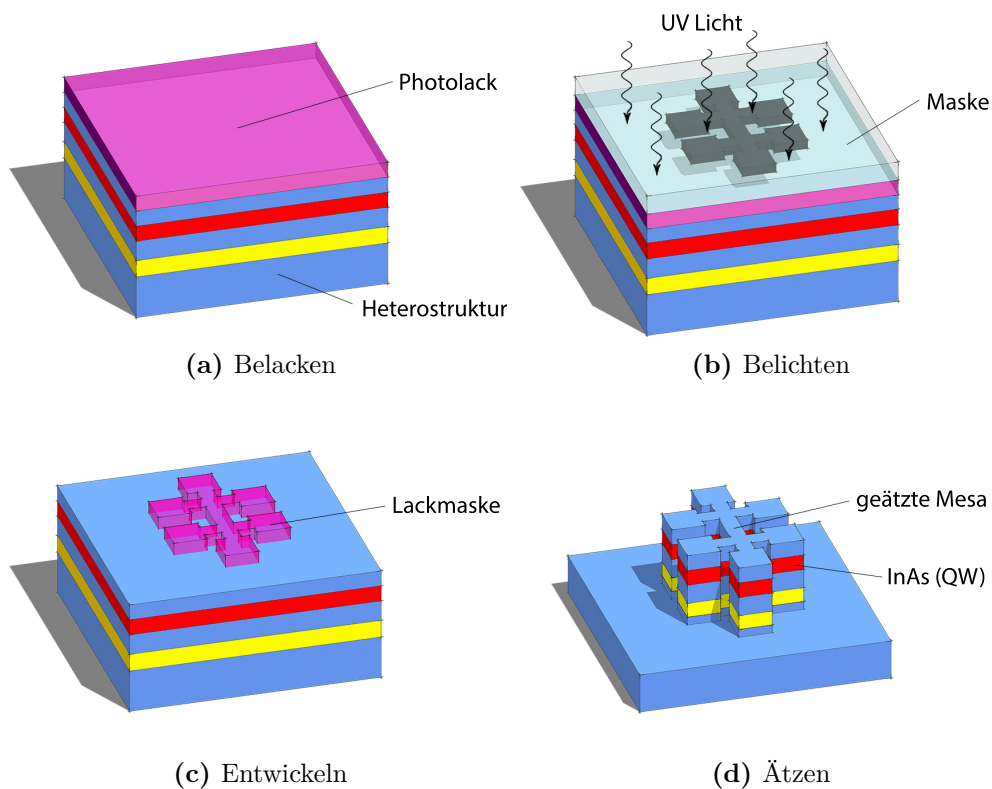 Photolack
Heterostruktur
(a) Belacken
UV Licht
Maske
(b) Belichten
Lackmaske
(c) Entwickeln
geätzte Mesa
InAs (QW)
(d) Ätzen